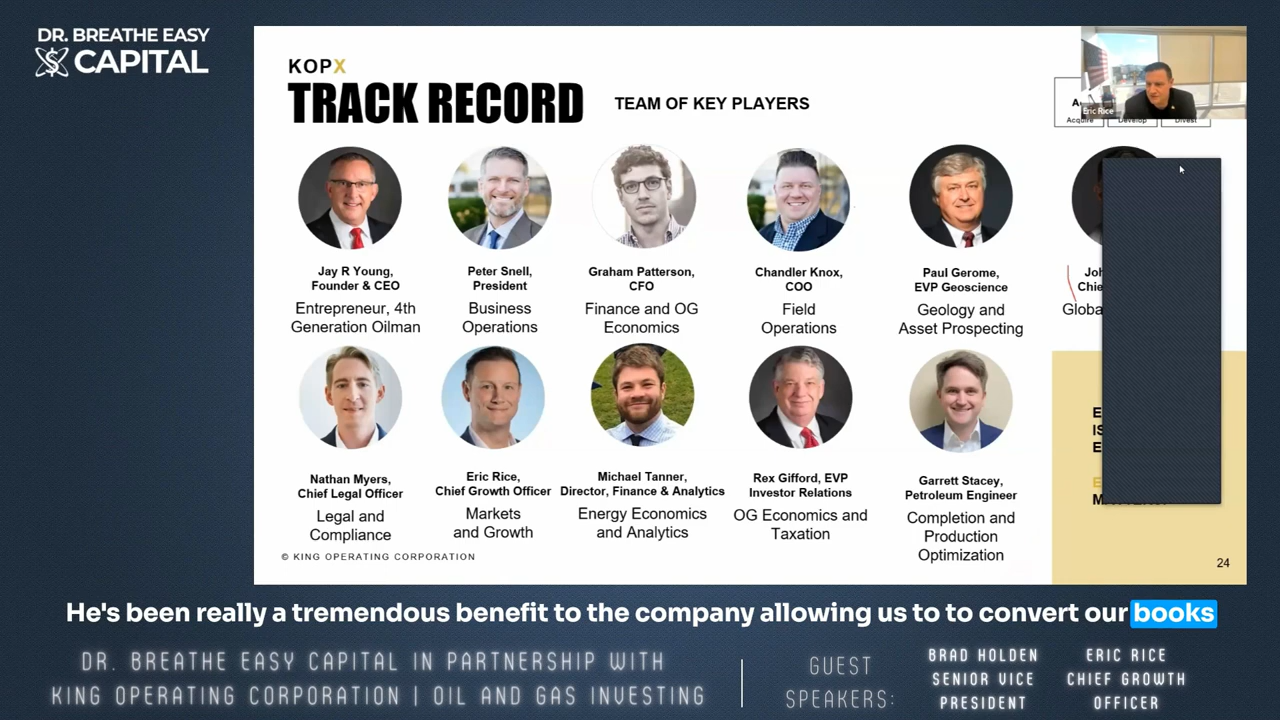 DR. BREATHE EASY
CAPITAL
KOPX
TRACK RECORD
TEAM OF KEY PLAYERS
Eric Rice
Acquire Develop Divest
Jay R Young,
Founder & CEO
Entrepreneur, 4th
Generation Oilman
Peter Snell,
President
Business
Operations
Graham Patterson,
CFO
Finance and OG
Economics
Chandler Knox,
COO
Field
Operations
Paul Gerome,
EVP Geoscience
Geology and
Asset Prospecting
Nathan Myers,
Chief Legal Officer
Legal and
Compliance
Eric Rice,
Chief Growth Officer
Markets
and Growth
Michael Tanner,
Director, Finance & Analytics
Energy Economics
and Analytics
Rex Gifford, EVP
Investor Relations
OG Economics and
Taxation
Garrett Stacey,
Petroleum Engineer
Completion and
Production
Optimization
© KING OPERATING CORPORATION
24
He's been really a tremendous benefit to the company allowing us to to convert our books
DR. BREATHE EASY CAPITAL IN PARTNERSHIP WITH
KING OPERATING CORPORATION | OIL AND GAS INVESTING
GUEST
SPEAKERS:
BRAD HOLDEN
SENIOR VICE
PRESIDENT
ERIC RICE
CHIEF GROWTH
OFFICER